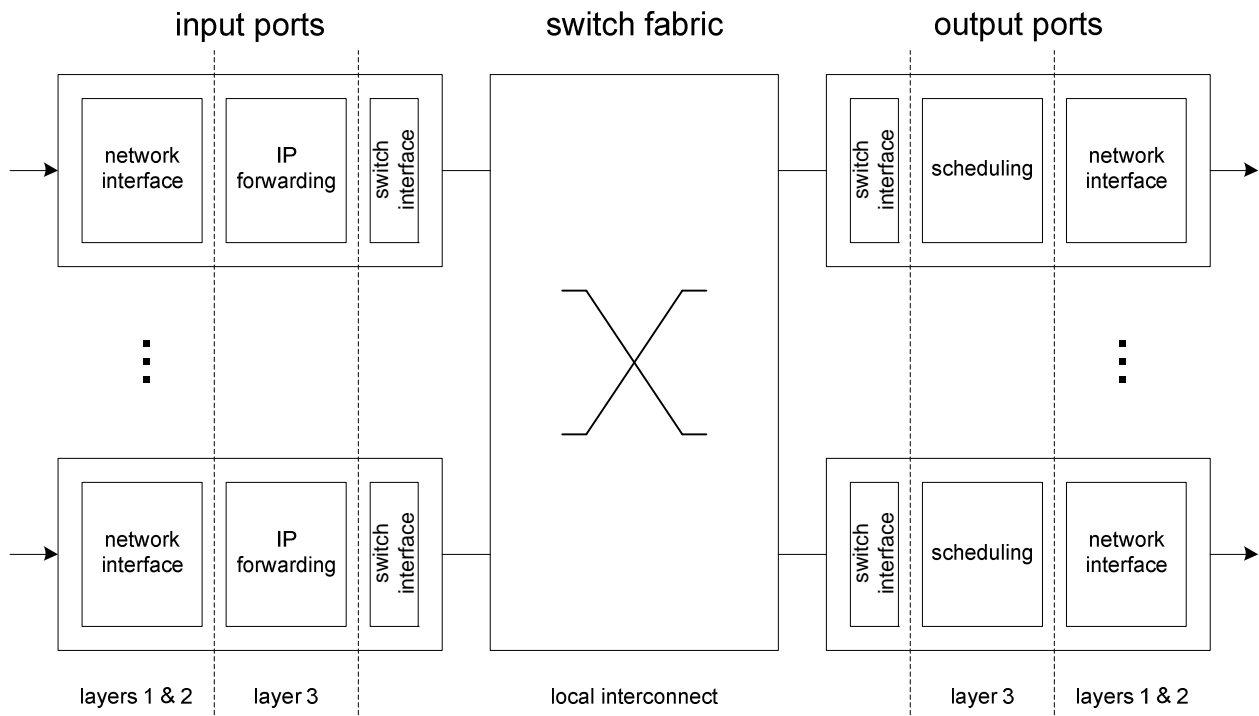 input ports
switch fabric
output ports
network
interface
IP
forwarding
switch
interface
switch
interface
scheduling
network
interface
network
interface
IP
forwarding
switch
interface
switch
interface
scheduling
network
interface
layers 1 & 2
layer 3
local interconnect
layer 3
layers 1 & 2